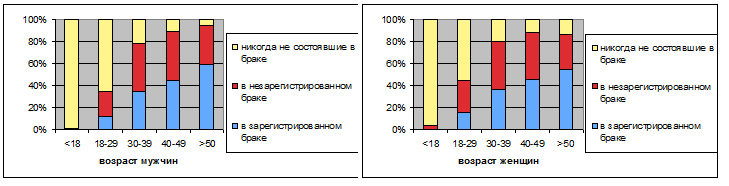 100%
80%
60%
40%
20%
0%
<18
18-29
30-39
40-49
>50
возраст мужчин
никогда не состоявшие в
браке
в незарегистрированном
браке
в зарегистрированном
браке
100%
80%
60%
40%
20%
0%
<18
18-29
30-39
40-49
>50
возраст женщин
никогда не состоявшие в
браке
в незарегистрированном
браке
в зарегистрированном
браке